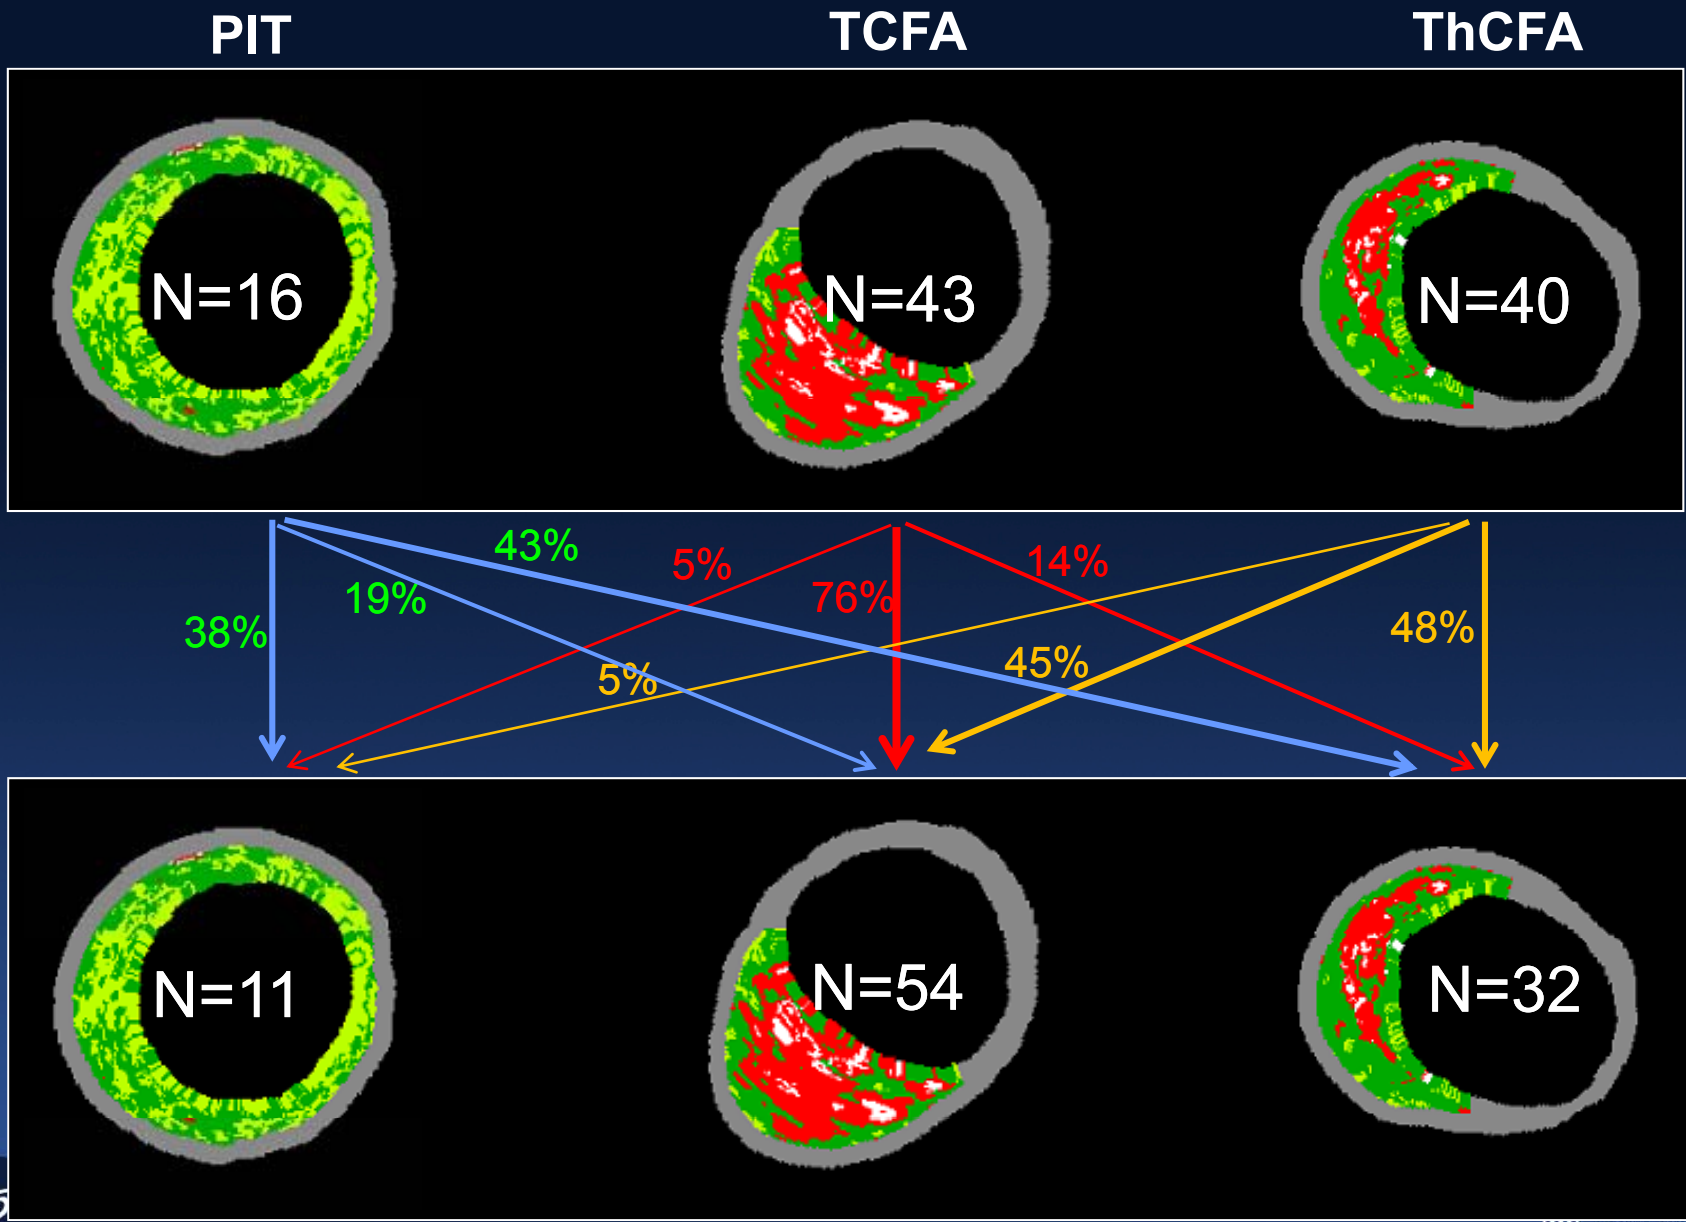 PIT TCFA ThCFA
N=16 N=43 N=40
43% 5% 14%
19% 76%
38% 48%
5% 45%
N=11 N=54 N=32